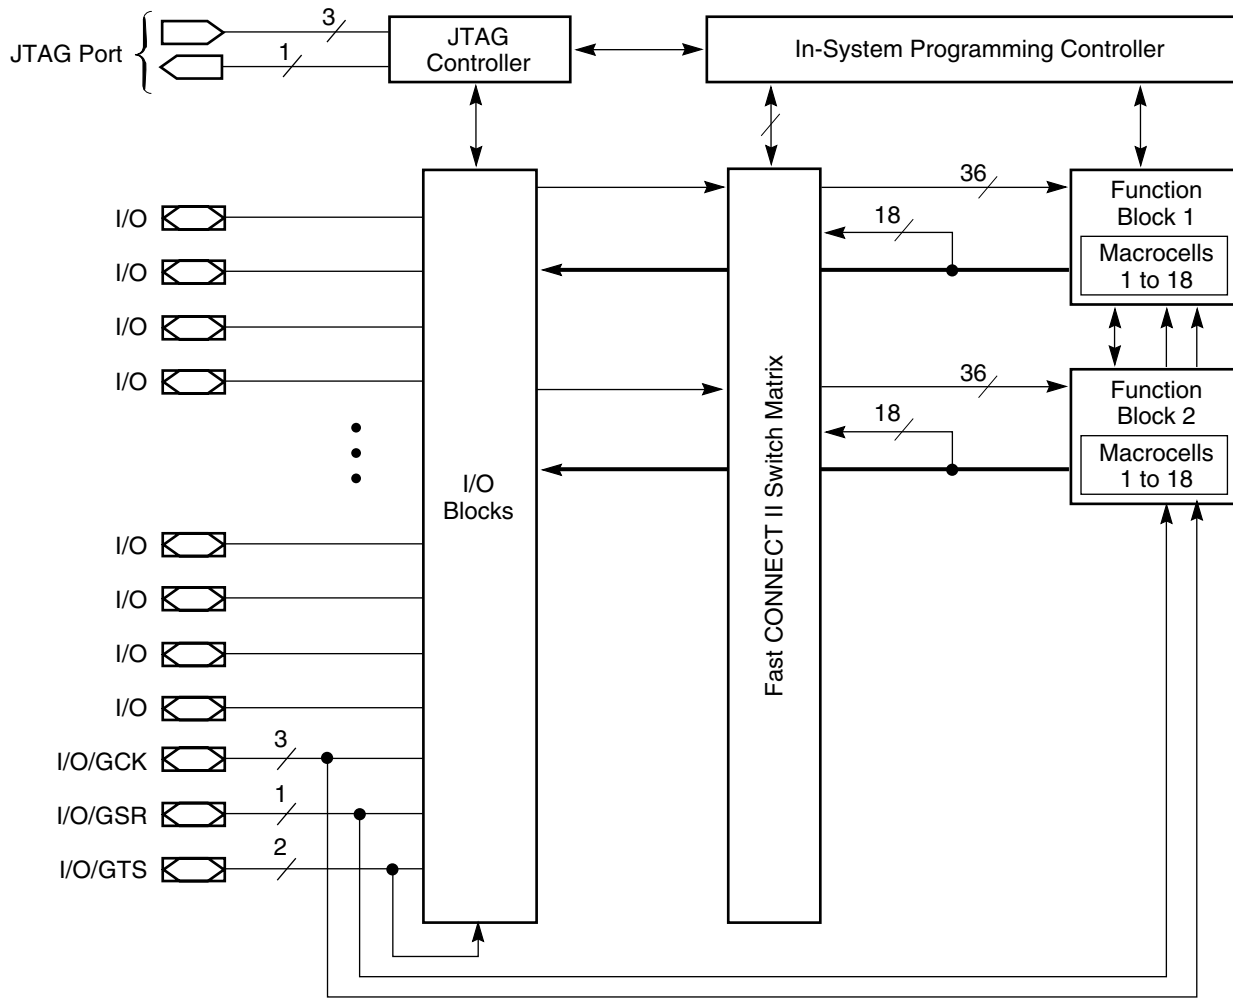 JTAG Port
3
1
JTAG
Controller
In-System Programming Controller
36
18
Function
Block 1
Macrocells
1 to 18
I/O
I/O
I/O
I/O
36
18
Function
Block 2
Macrocells
1 to 18
I/O
Blocks
Fast CONNECT II Switch Matrix
I/O
I/O
I/O
I/O
I/O/GCK
3
I/O/GSR
1
I/O/GTS
2